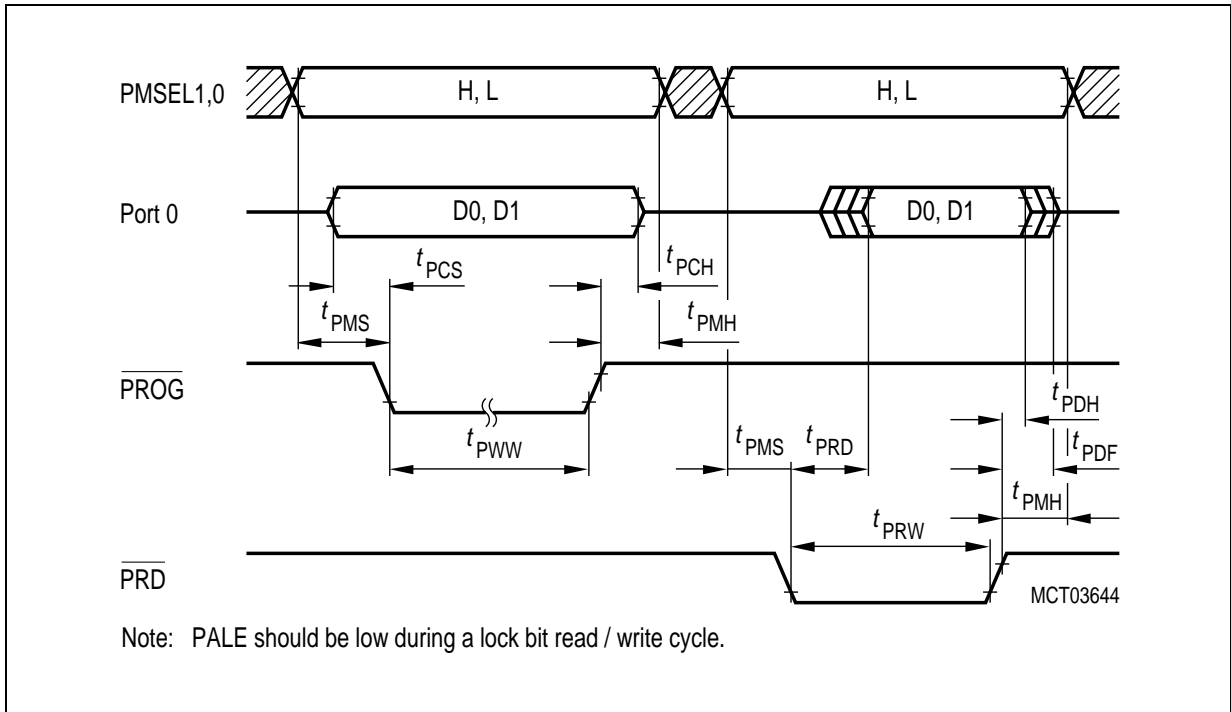 PMSEL1,0
H, L
H, L
Port 0
D0, D1
D0, D1
tPCS
tPCH
tPMS
tPMH
PROG
tPDH
tPWW
tPMS
tPRD
tPDF
tPMH
tPRW
PRD
MCT03644
Note: PALE should be low during a lock bit read / write cycle.